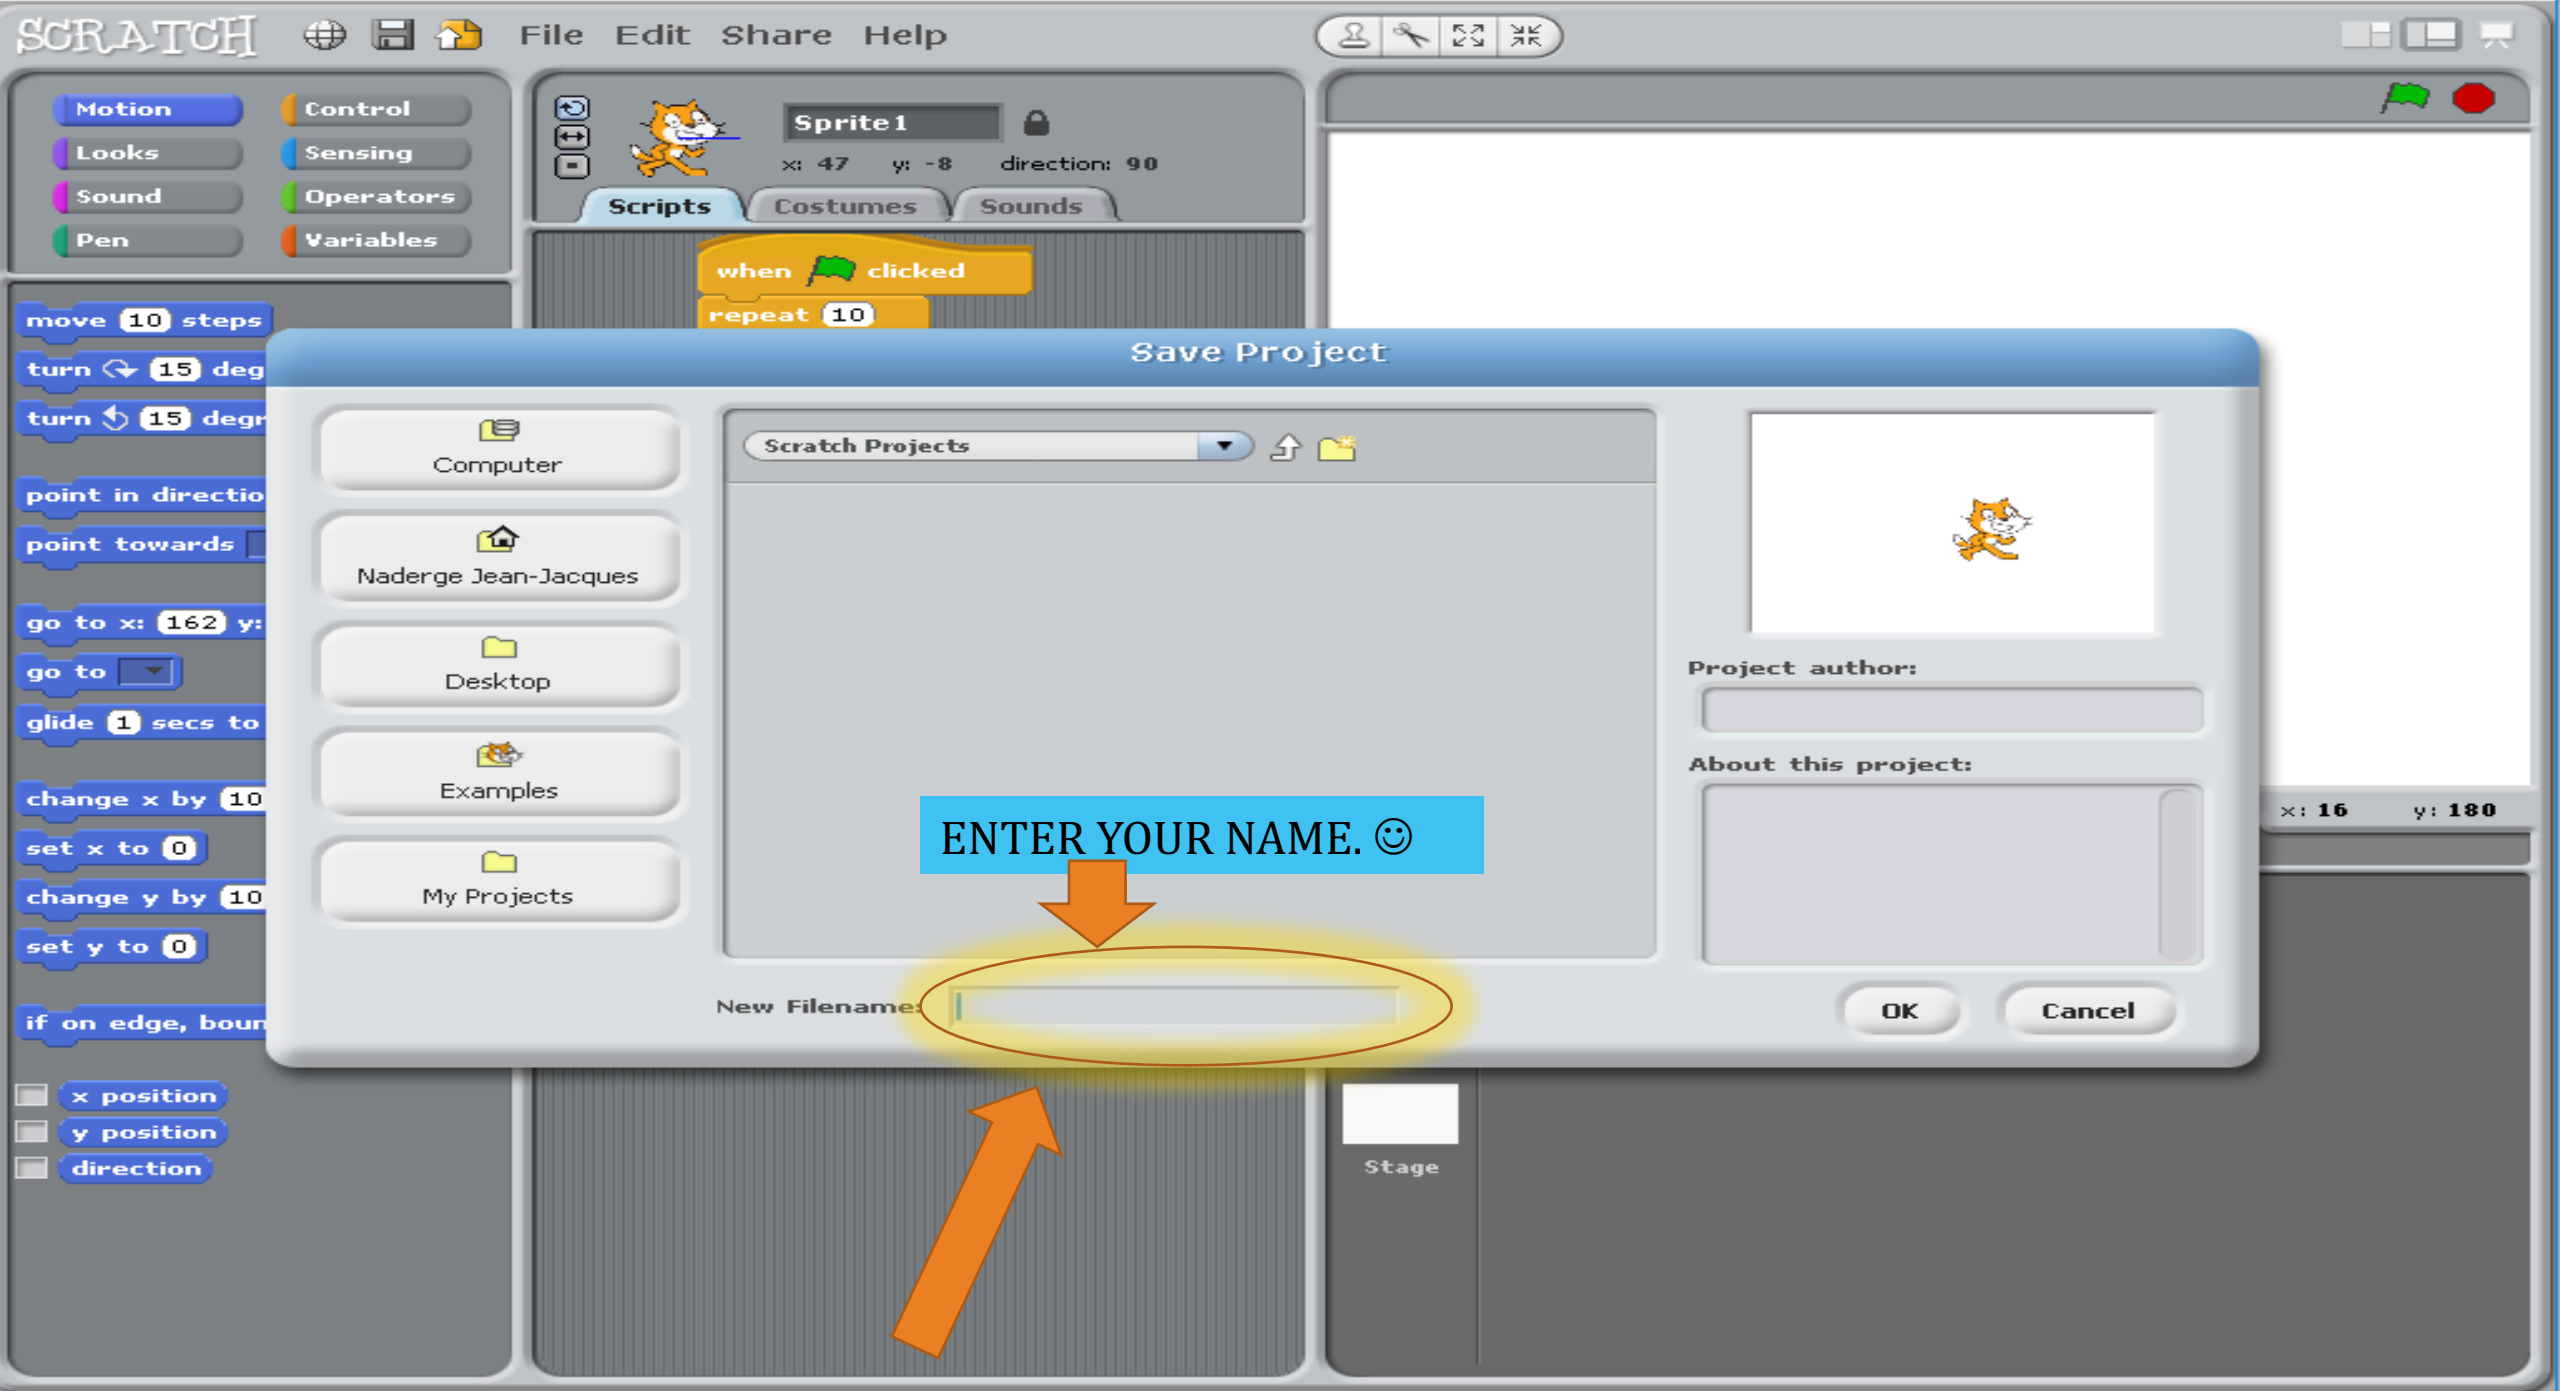 SCRATCH File Edit Share Help
Motion Control
Looks Sensing
Sound Operators
Pen Variables
Sprite1
x: 47 y: -8 direction: 90
Scripts Costumes Sounds
when clicked
repeat 10
move 10 steps
turn 15 deg
turn 15 degr
point in directio
point towards
go to x: 162 y:
go to
glide 1 secs to
change x by 10
set x to 0
change y by 10
set y to 0
if on edge, boun
x position
y position
direction
Save Project
Computer
Naderge Jean-Jacques
Desktop
Examples
My Projects
Scratch Projects
ENTER YOUR NAME. ☺
New Filename:
Project author:
About this project:
OK Cancel
x: 16 y: 180
Stage